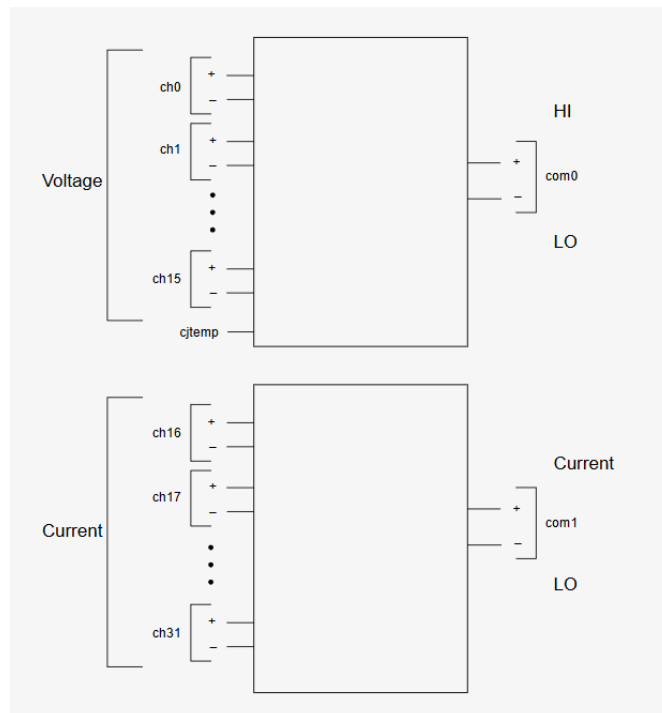 ch0
+
–
HI
ch1
+
–
+
com0
–
Voltage
LO
ch15
+
–
cjtemp
ch16
+
–
Current
ch17
+
–
+
com1
–
Current
LO
ch31
+
–